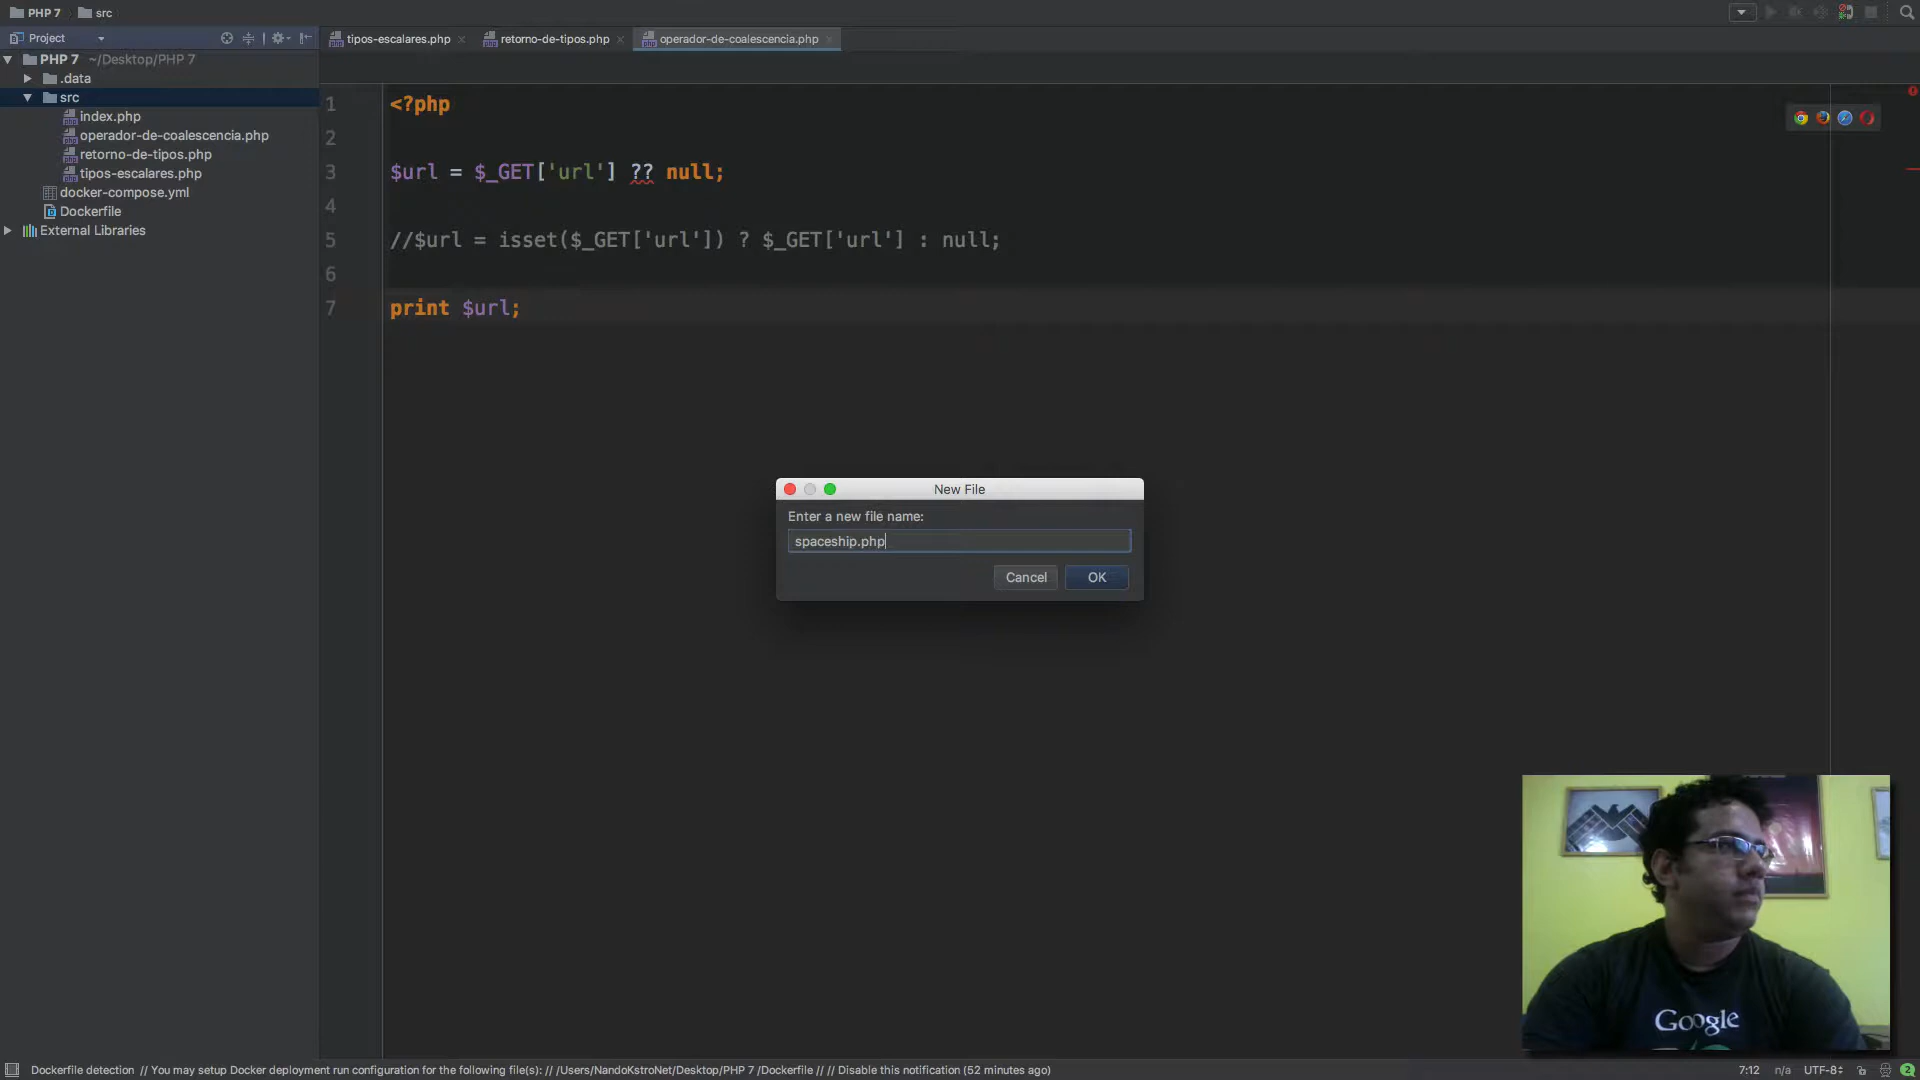 PHP 7 src
Project
tipos-escalares.php
retorno-de-tipos.php
operador-de-coalescencia.php
PHP 7 ~/Desktop/PHP 7
.data
src
index.php
operador-de-coalescencia.php
retorno-de-tipos.php
tipos-escalares.php
docker-compose.yml
Dockerfile
External Libraries
1 <?php
2
3 $url = $_GET['url'] ?? null;
4
5 //$url = isset($_GET['url']) ? $_GET['url'] : null;
6
7 print $url;
New File
Enter a new file name:
spaceship.php
Cancel OK
Google
Dockerfile detection // You may setup Docker deployment run configuration for the following file(s): // /Users/NandoKstroNet/Desktop/PHP 7 /Dockerfile // // Disable this notification (52 minutes ago) 7:12 n/a UTF-8 2